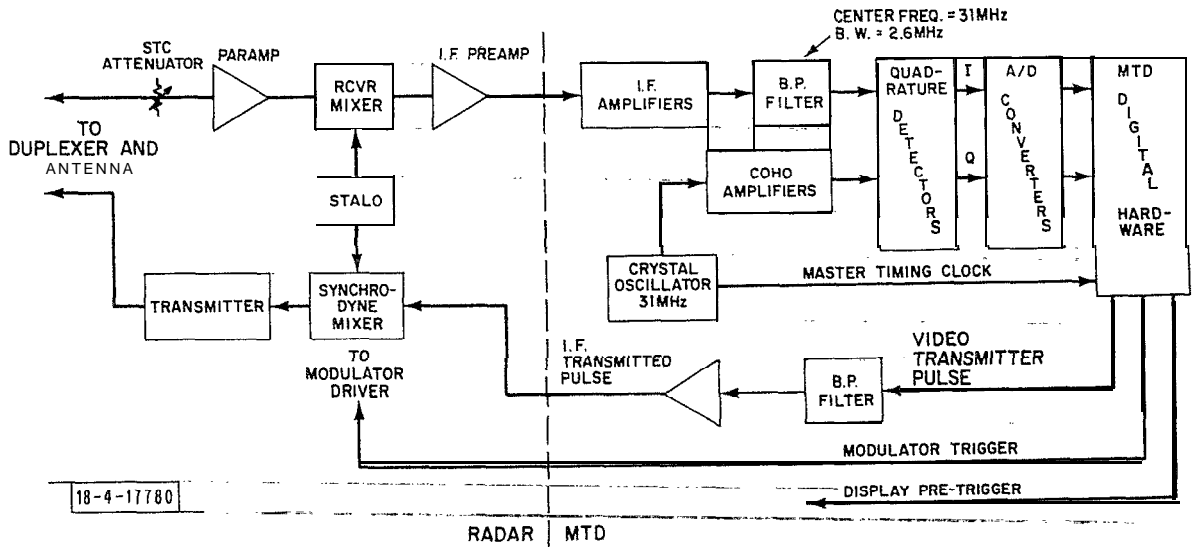 CENTER FREQ. = 31MHz
B. W. = 2.6MHz
STC
ATTENUATOR
PARAMP
I.F. PREAMP
RCVR
MIXER
I.F.
AMPLIFIERS
B.P.
FILTER
QUAD-
RATURE
DETECTORS
I
Q
A/D
CONVERTERS
MTD
DIGITAL
HARD-
WARE
TO
DUPLEXER AND
ANTENNA
STALO
COHO
AMPLIFIERS
TRANSMITTER
SYNCHRO-
DYNE
MIXER
CRYSTAL
OSCILLATOR
31MHz
MASTER TIMING CLOCK
TO
MODULATOR
DRIVER
I.F.
TRANSMITTED
PULSE
B.P.
FILTER
VIDEO
TRANSMITTER
PULSE
MODULATOR TRIGGER
DISPLAY PRE-TRIGGER
18-4-17780
RADAR
MTD